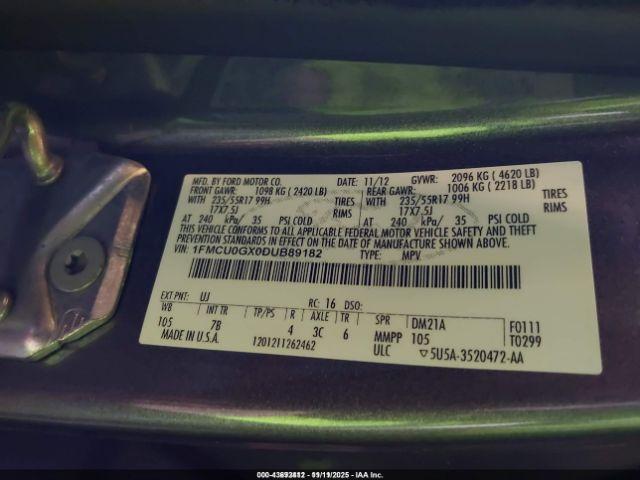 MFD. BY FORD MOTOR CO. DATE: 11/12 GVWR: 2096 KG ( 4620 LB)
FRONT GAWR: 1098 KG ( 2420 LB) REAR GAWR: 1006 KG ( 2218 LB)
WITH 235/55R17 99H TIRES WITH 235/55R17 99H TIRES
17X7.5J RIMS 17X7.5J RIMS
AT 240 kPa/ 35 PSI COLD AT 240 kPa/ 35 PSI COLD
THIS VEHICLE CONFORMS TO ALL APPLICABLE FEDERAL MOTOR VEHICLE SAFETY AND THEFT
PREVENTION STANDARDS IN EFFECT ON THE DATE OF MANUFACTURE SHOWN ABOVE.
VIN: 1FMCU0GX0DUB89182 TYPE: MPV
EXT PNT: UJ RC: 16 DSO:
WB INT TR TP/PS R AXLE TR SPR DM21A F0111
105 7B 4 3C 6 MMPP 105 T0299
MADE IN U.S.A. 1201211262462 ULC 5U5A-3520472-AA
11/19/2025 - IAA Inc.